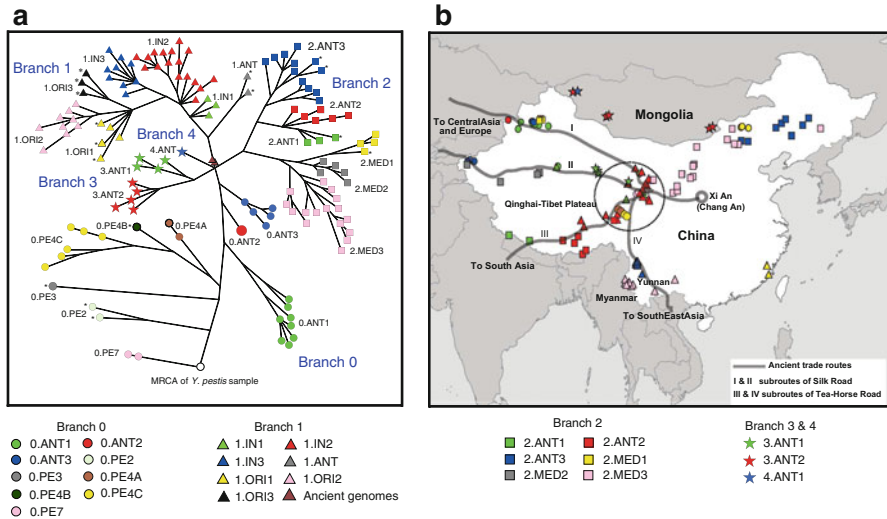 a
1.IN2
1.IN3
Branch 1
1.ORI3
1.ANT
2.ANT3
Branch 2
1.IN1
2.ANT2
1.ORI2
Branch 4
4.ANT
1.ORI1
3.ANT1
2.ANT1
2.MED1
Branch 3
3.ANT2
2.MED2
0.PE4B
0.PE4A
0.PE4C
0.ANT2
0.ANT3
2.MED3
0.PE3
0.PE2
0.ANT1
0.PE7
Branch 0
MRCA of Y. pestis sample
Branch 0
0.ANT1
0.ANT2
0.ANT3
0.PE2
0.PE3
0.PE4A
0.PE4B
0.PE4C
0.PE7
Branch 1
1.IN1
1.IN2
1.IN3
1.ANT
1.ORI1
1.ORI2
1.ORI3
Ancient genomes
b
Mongolia
To CentralAsia
and Europe
I
II
Xi An
(Chang An)
Qinghai-Tibet Plateau
China
III
IV
To South Asia
Yunnan
Myanmar
To SouthEastAsia
Ancient trade routes
I & II subroutes of Silk Road
III & IV subroutes of Tea-Horse Road
Branch 2
2.ANT1
2.ANT2
2.ANT3
2.MED1
2.MED2
2.MED3
Branch 3 & 4
3.ANT1
3.ANT2
4.ANT1